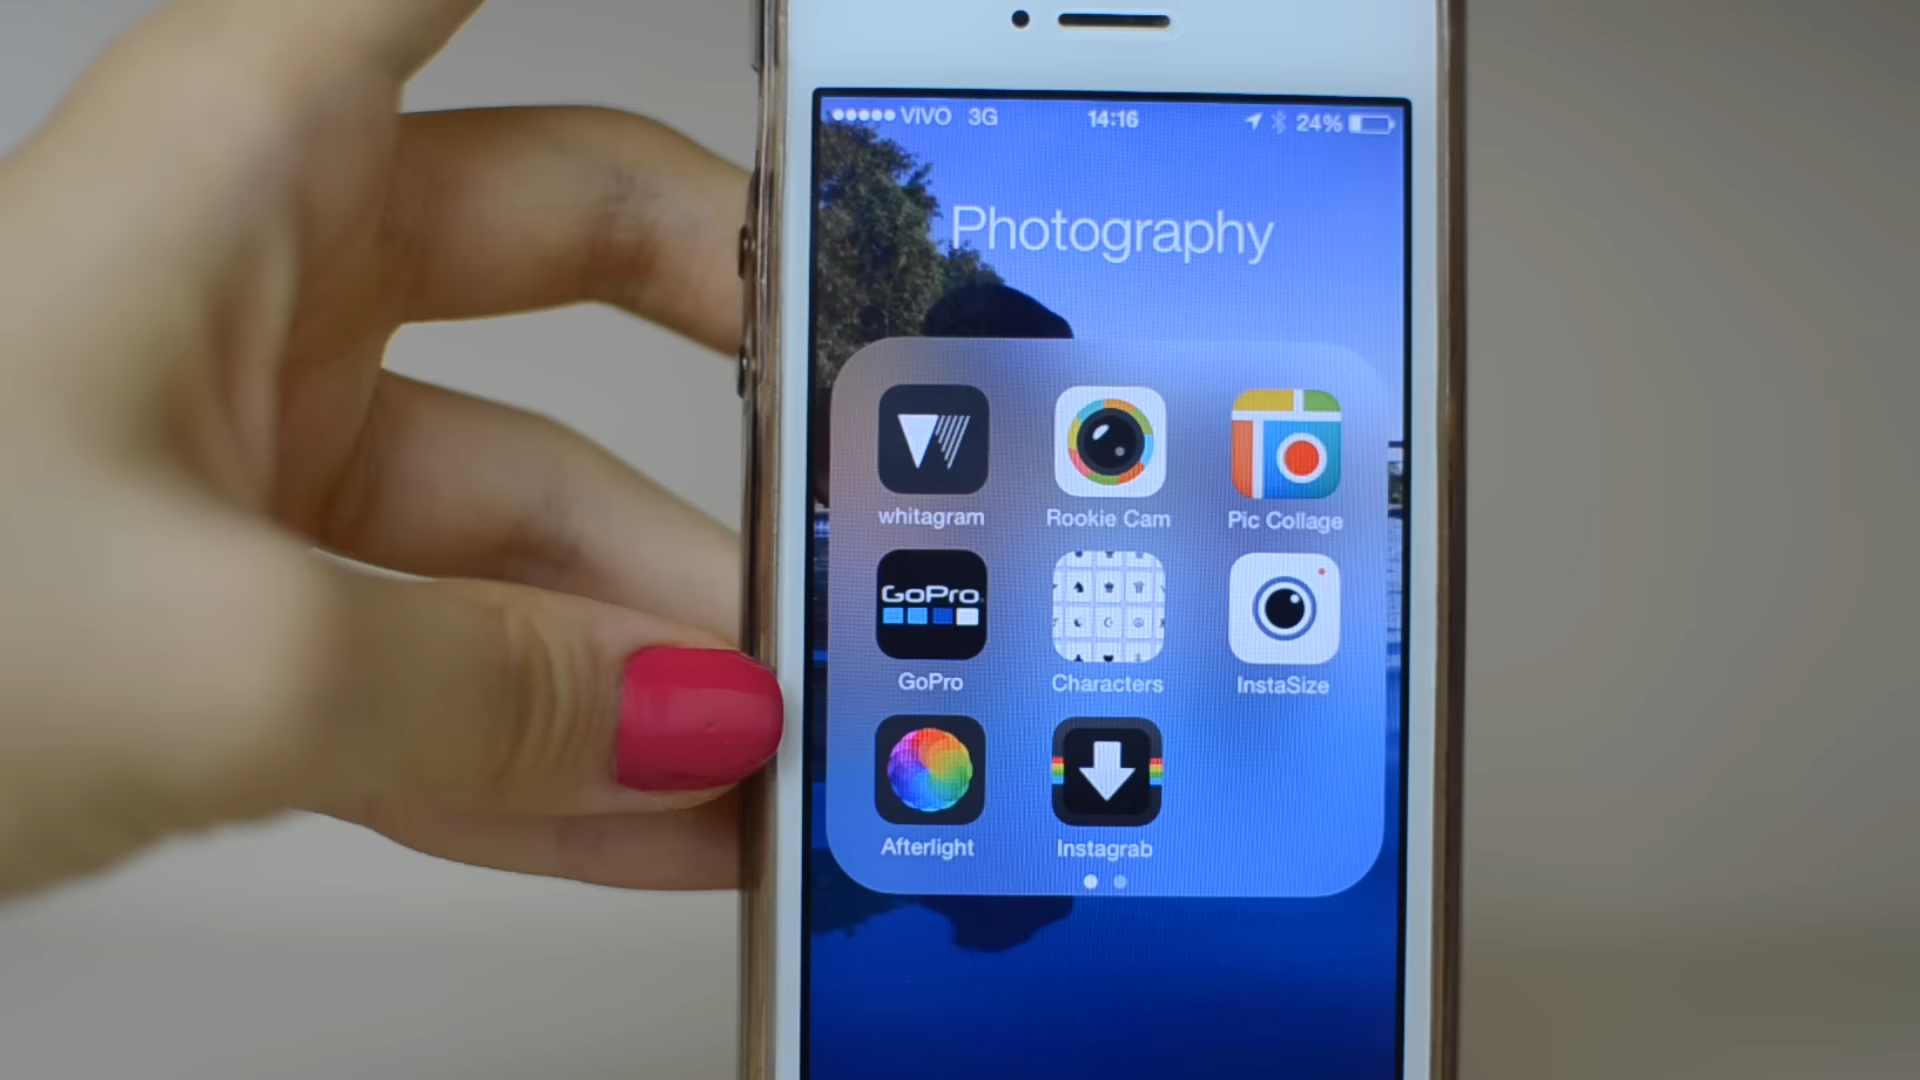 VIVO 3G 14:16 24%
Photography
whitagram Rookie Cam Pic Collage
GoPro
GoPro Characters InstaSize
Afterlight Instagrab